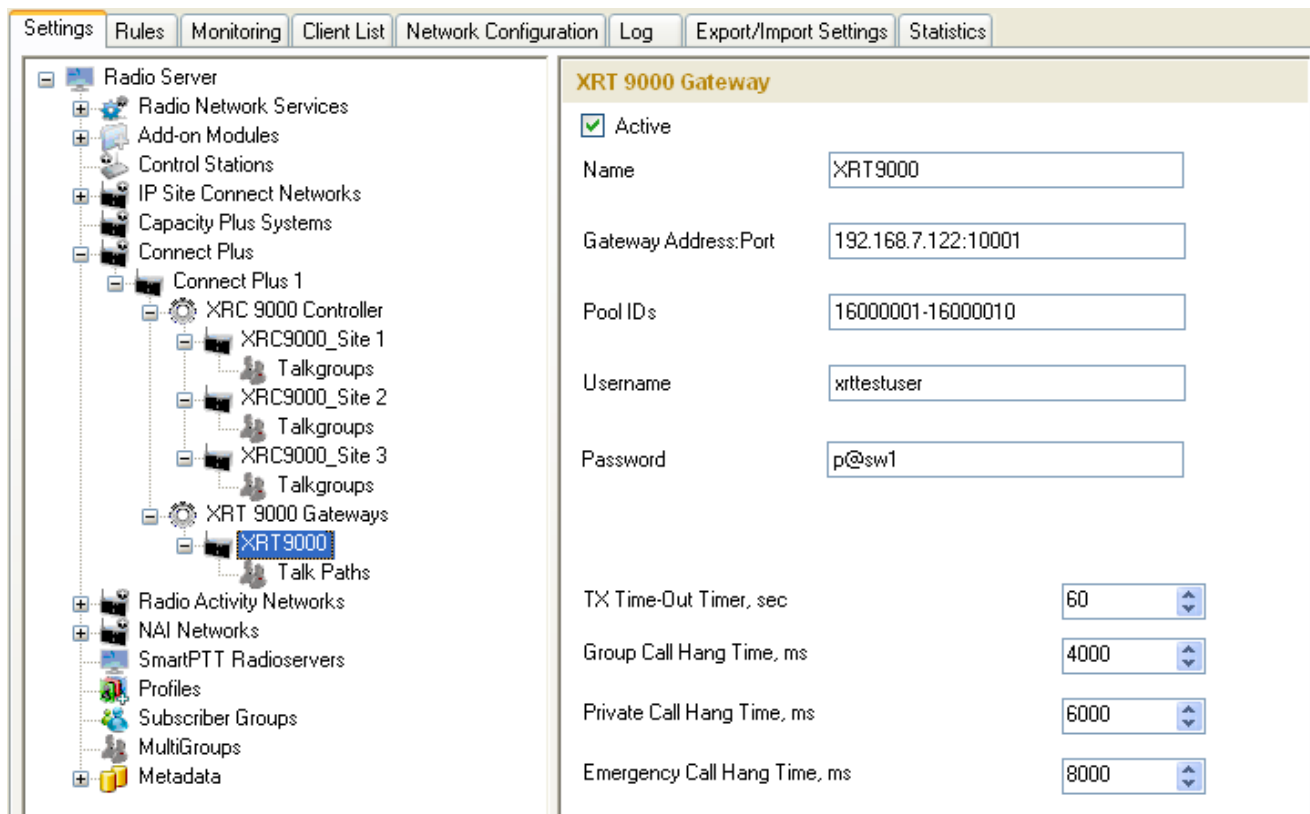 Settings Rules Monitoring Client List Network Configuration Log Export/Import Settings Statistics
Radio Server
Radio Network Services
Add-on Modules
Control Stations
IP Site Connect Networks
Capacity Plus Systems
Connect Plus
Connect Plus 1
XRC 9000 Controller
XRC9000_Site 1
Talkgroups
XRC9000_Site 2
Talkgroups
XRC9000_Site 3
Talkgroups
XRT 9000 Gateways
XRT9000
Talk Paths
Radio Activity Networks
NAI Networks
SmartPTT Radioservers
Profiles
Subscriber Groups
MultiGroups
Metadata
XRT 9000 Gateway
Active
Name XRT9000
Gateway Address:Port 192.168.7.122:10001
Pool IDs 16000001-16000010
Username xrttestuser
Password p@sw1
TX Time-Out Timer, sec 60
Group Call Hang Time, ms 4000
Private Call Hang Time, ms 6000
Emergency Call Hang Time, ms 8000